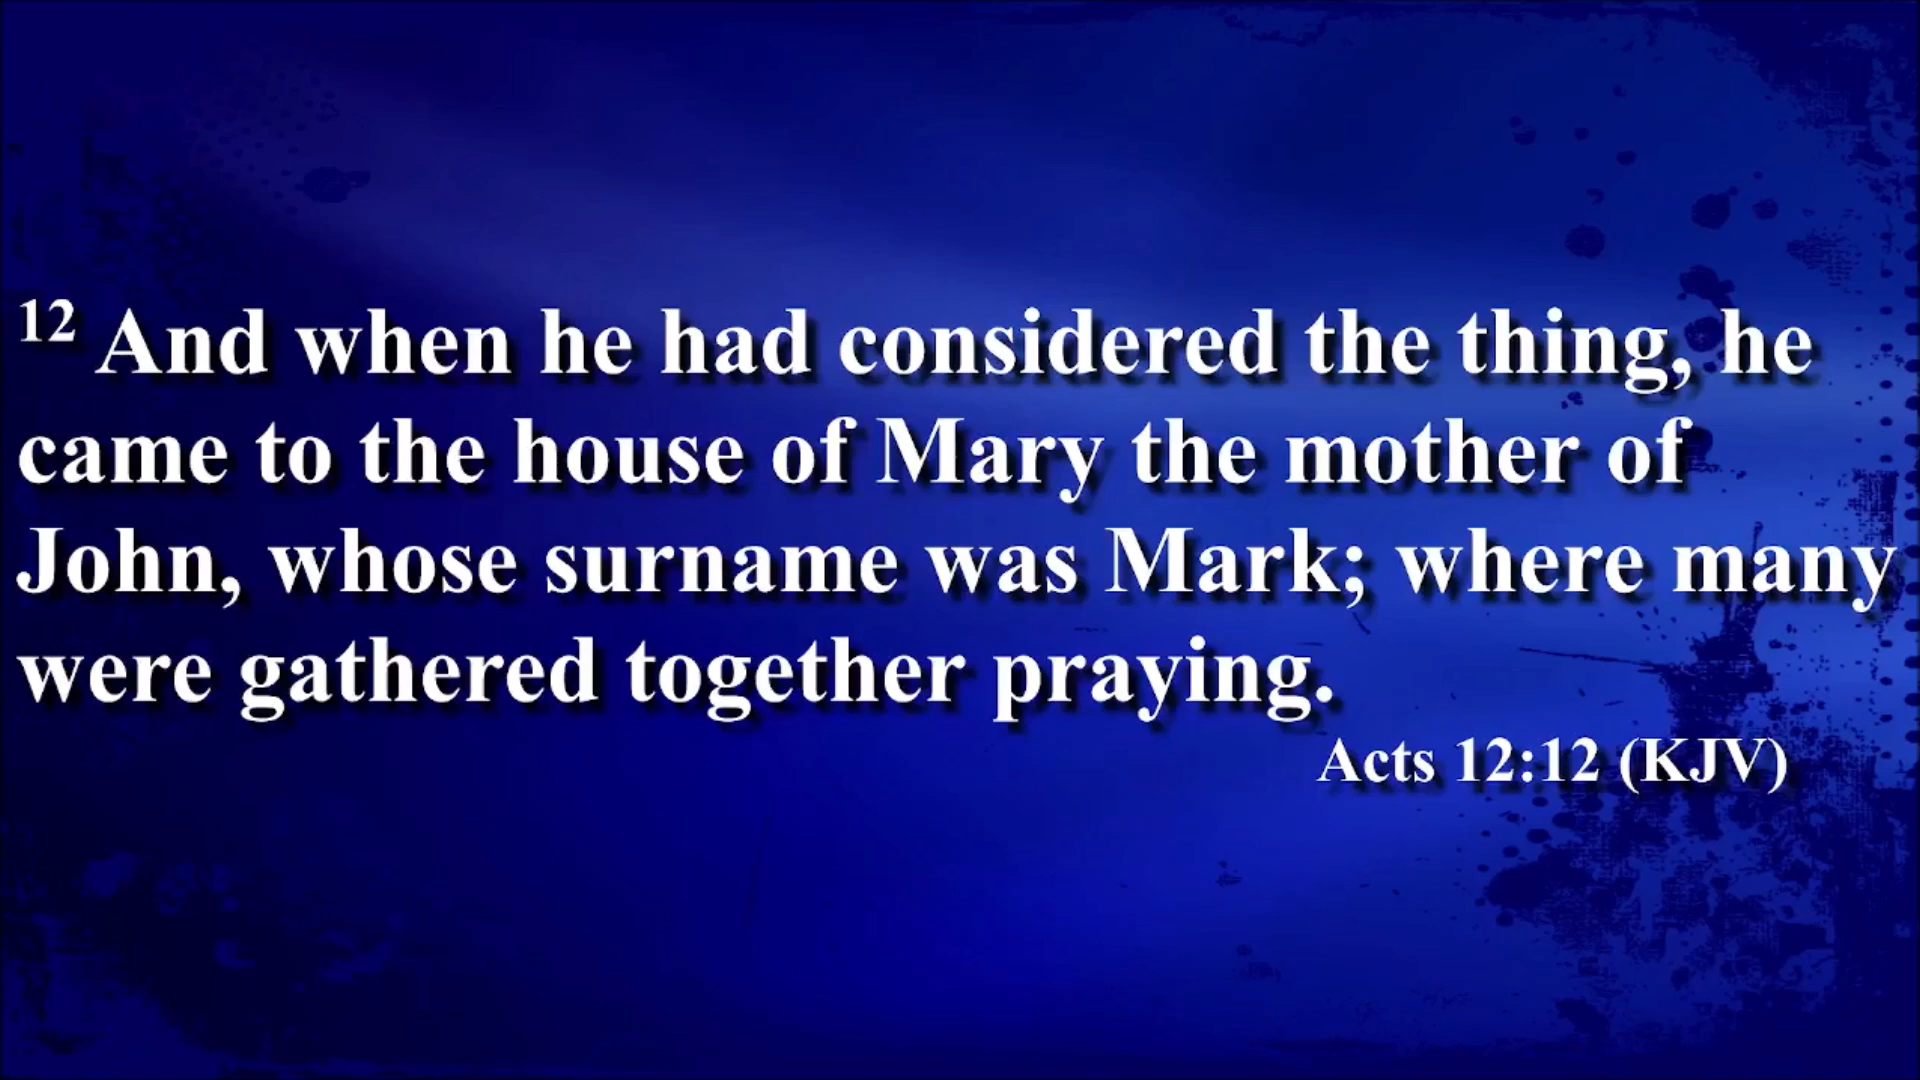 12 And when he had considered the thing, he
came to the house of Mary the mother of
John, whose surname was Mark; where many
were gathered together praying.
Acts 12:12 (KJV)